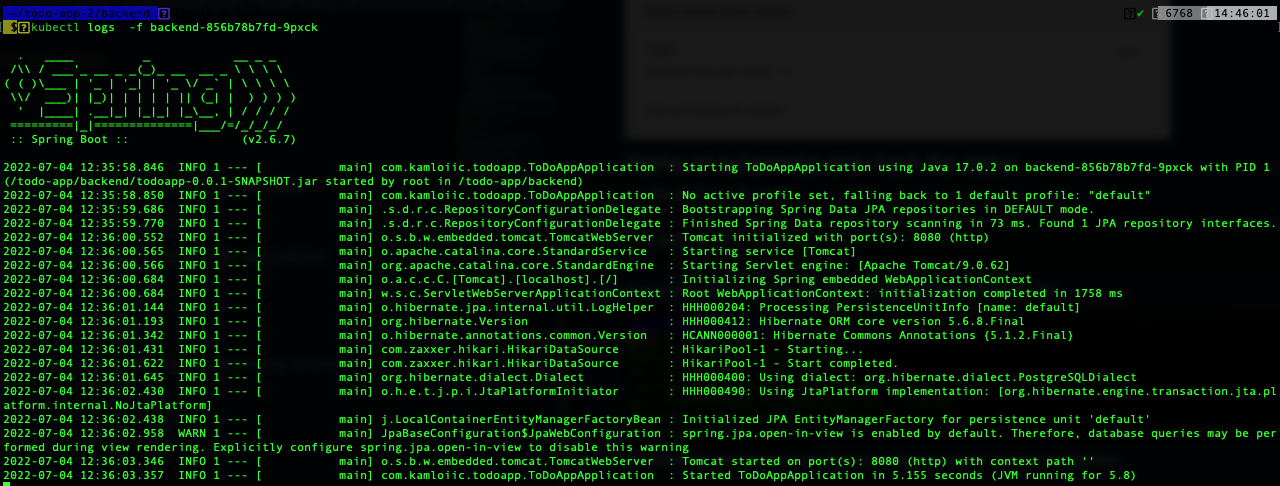 ~/todo-app-2/backend
✔ 6768 14:46:01
$ kubectl logs  -f backend-856b78b7fd-9pxck
  .   ____          _            __ _ _
 /\\ / ___'_ __ _ _(_)_ __  __ _ \ \ \ \
( ( )\___ | '_ | '_| | '_ \/ _` | \ \ \ \
 \\/  ___)| |_)| | | | | || (_| |  ) ) ) )
  '  |____| .__|_| |_|_| |_\__, | / / / /
 =========|_|==============|___/=/_/_/_/
 :: Spring Boot ::                (v2.6.7)
2022-07-04 12:35:58.846  INFO 1 --- [           main] com.kamloiic.todoapp.ToDoAppApplication  : Starting ToDoAppApplication using Java 17.0.2 on backend-856b78b7fd-9pxck with PID 1
(/todo-app/backend/todoapp-0.0.1-SNAPSHOT.jar started by root in /todo-app/backend)
2022-07-04 12:35:58.850  INFO 1 --- [           main] com.kamloiic.todoapp.ToDoAppApplication  : No active profile set, falling back to 1 default profile: "default"
2022-07-04 12:35:59.686  INFO 1 --- [           main] .s.d.r.c.RepositoryConfigurationDelegate : Bootstrapping Spring Data JPA repositories in DEFAULT mode.
2022-07-04 12:35:59.770  INFO 1 --- [           main] .s.d.r.c.RepositoryConfigurationDelegate : Finished Spring Data repository scanning in 73 ms. Found 1 JPA repository interfaces.
2022-07-04 12:36:00.552  INFO 1 --- [           main] o.s.b.w.embedded.tomcat.TomcatWebServer  : Tomcat initialized with port(s): 8080 (http)
2022-07-04 12:36:00.565  INFO 1 --- [           main] o.apache.catalina.core.StandardService   : Starting service [Tomcat]
2022-07-04 12:36:00.566  INFO 1 --- [           main] org.apache.catalina.core.StandardEngine  : Starting Servlet engine: [Apache Tomcat/9.0.62]
2022-07-04 12:36:00.684  INFO 1 --- [           main] o.a.c.c.C.[Tomcat].[localhost].[/]       : Initializing Spring embedded WebApplicationContext
2022-07-04 12:36:00.684  INFO 1 --- [           main] w.s.c.ServletWebServerApplicationContext : Root WebApplicationContext: initialization completed in 1758 ms
2022-07-04 12:36:01.144  INFO 1 --- [           main] o.hibernate.jpa.internal.util.LogHelper  : HHH000204: Processing PersistenceUnitInfo [name: default]
2022-07-04 12:36:01.193  INFO 1 --- [           main] org.hibernate.Version                    : HHH000412: Hibernate ORM core version 5.6.8.Final
2022-07-04 12:36:01.342  INFO 1 --- [           main] o.hibernate.annotations.common.Version   : HCANN000001: Hibernate Commons Annotations {5.1.2.Final}
2022-07-04 12:36:01.431  INFO 1 --- [           main] com.zaxxer.hikari.HikariDataSource       : HikariPool-1 - Starting...
2022-07-04 12:36:01.622  INFO 1 --- [           main] com.zaxxer.hikari.HikariDataSource       : HikariPool-1 - Start completed.
2022-07-04 12:36:01.645  INFO 1 --- [           main] org.hibernate.dialect.Dialect            : HHH000400: Using dialect: org.hibernate.dialect.PostgreSQLDialect
2022-07-04 12:36:02.430  INFO 1 --- [           main] o.h.e.t.j.p.i.JtaPlatformInitiator       : HHH000490: Using JtaPlatform implementation: [org.hibernate.engine.transaction.jta.pl
atform.internal.NoJtaPlatform]
2022-07-04 12:36:02.438  INFO 1 --- [           main] j.LocalContainerEntityManagerFactoryBean : Initialized JPA EntityManagerFactory for persistence unit 'default'
2022-07-04 12:36:02.958  WARN 1 --- [           main] JpaBaseConfiguration$JpaWebConfiguration : spring.jpa.open-in-view is enabled by default. Therefore, database queries may be per
formed during view rendering. Explicitly configure spring.jpa.open-in-view to disable this warning
2022-07-04 12:36:03.346  INFO 1 --- [           main] o.s.b.w.embedded.tomcat.TomcatWebServer  : Tomcat started on port(s): 8080 (http) with context path ''
2022-07-04 12:36:03.357  INFO 1 --- [           main] com.kamloiic.todoapp.ToDoAppApplication  : Started ToDoAppApplication in 5.155 seconds (JVM running for 5.8)